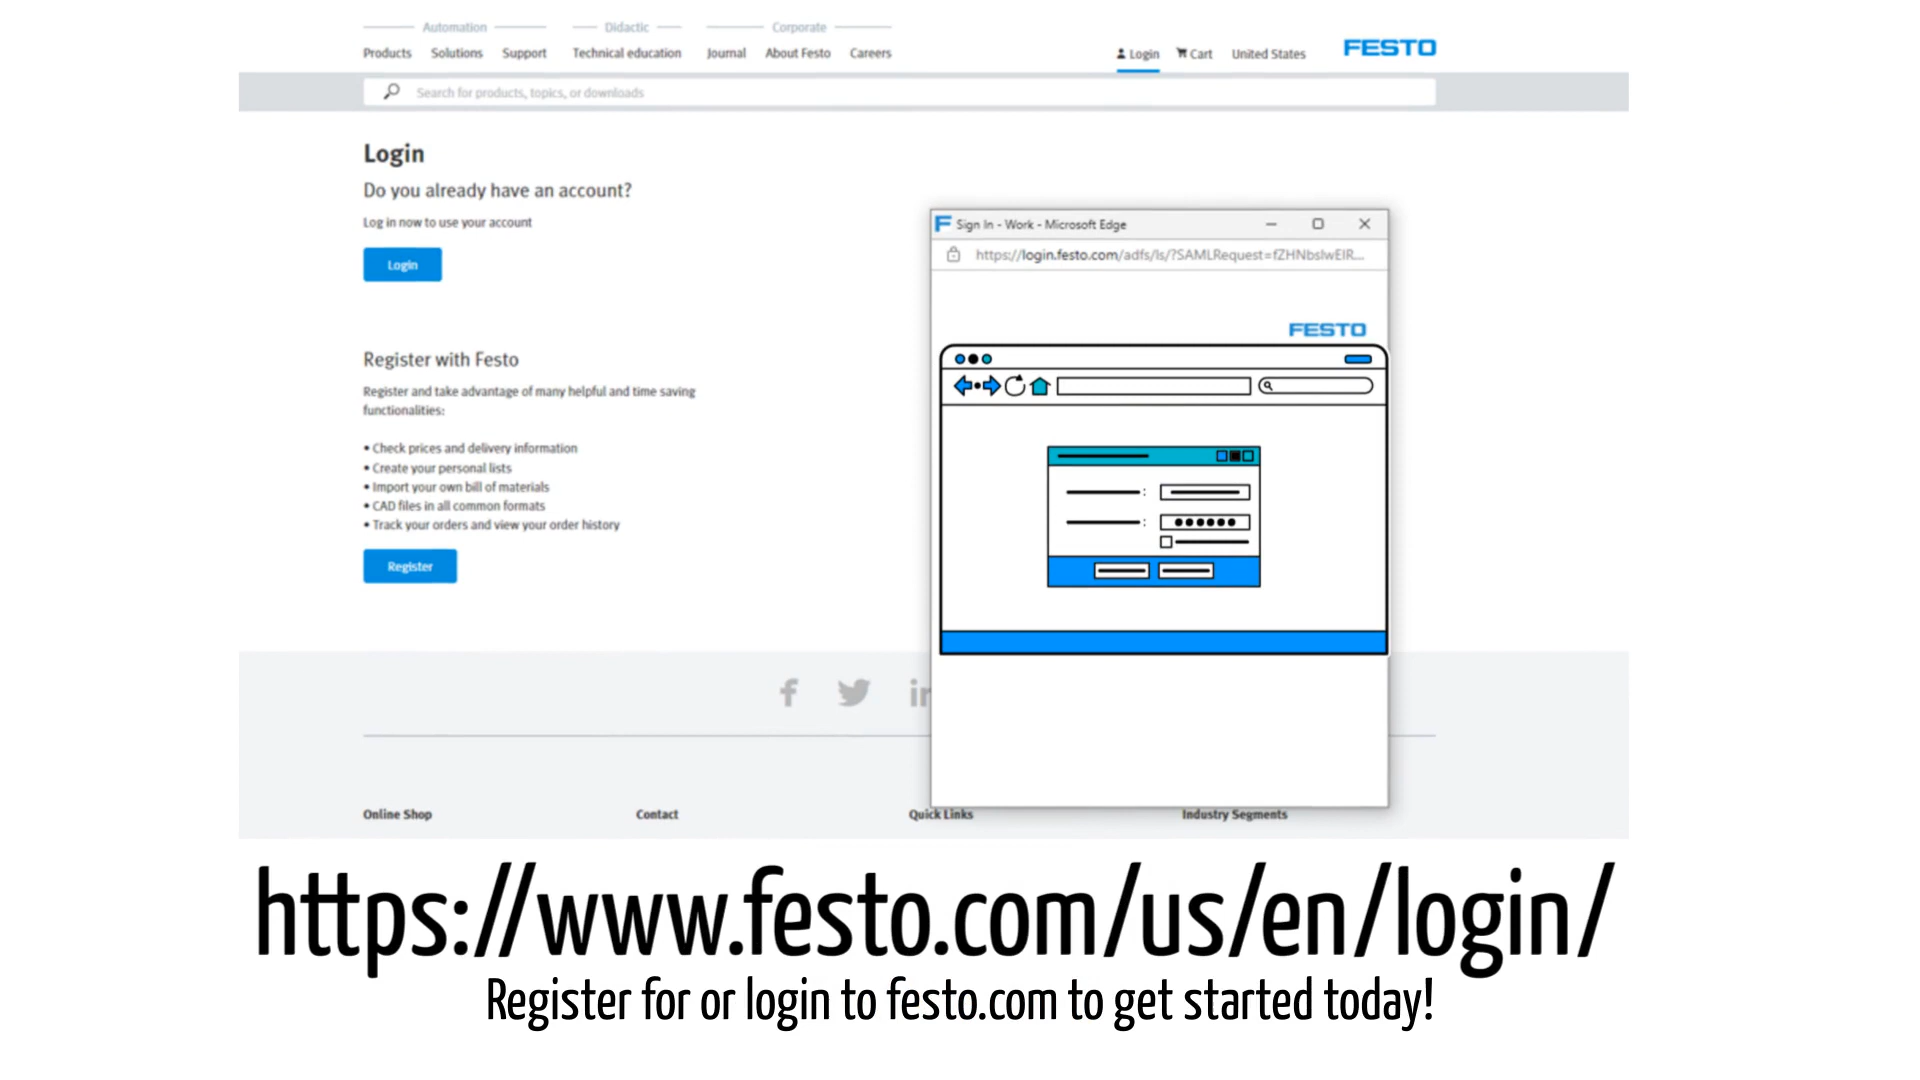 Automation
Didactic
Corporate
Products
Solutions
Support
Technical education
Journal
About Festo
Careers
Login
Cart
United States
FESTO
Search for products, topics, or downloads
Login
Do you already have an account?
Log in now to use your account
Login
Register with Festo
Register and take advantage of many helpful and time saving
functionalities:
• Check prices and delivery information
• Create your personal lists
• Import your own bill of materials
• CAD files in all common formats
• Track your orders and view your order history
Register
Sign In - Work - Microsoft Edge
https://login.festo.com/adfs/ls/?SAMLRequest=fZHNbslwEIR...
FESTO
Online Shop
Contact
Quick Links
Industry Segments
https://www.festo.com/us/en/login/
Register for or login to festo.com to get started today!